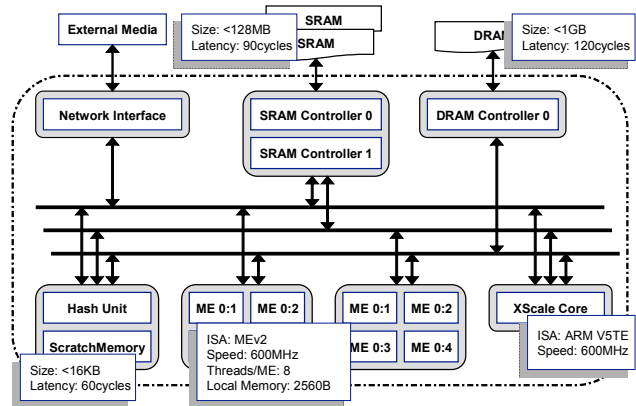 External Media
Size: <128MB
Latency: 90cycles
SRAM
SRAM
DRA
Size: <1GB
Latency: 120cycles
Network Interface
SRAM Controller 0
SRAM Controller 1
DRAM Controller 0
Hash Unit
ScratchMemory
Size: <16KB
Latency: 60cycles
ME 0:1
ME 0:2
ISA: MEv2
Speed: 600MHz
Threads/ME: 8
Local Memory: 2560B
ME 0:1
ME 0:2
ME 0:3
ME 0:4
XScale Core
ISA: ARM V5TE
Speed: 600MHz